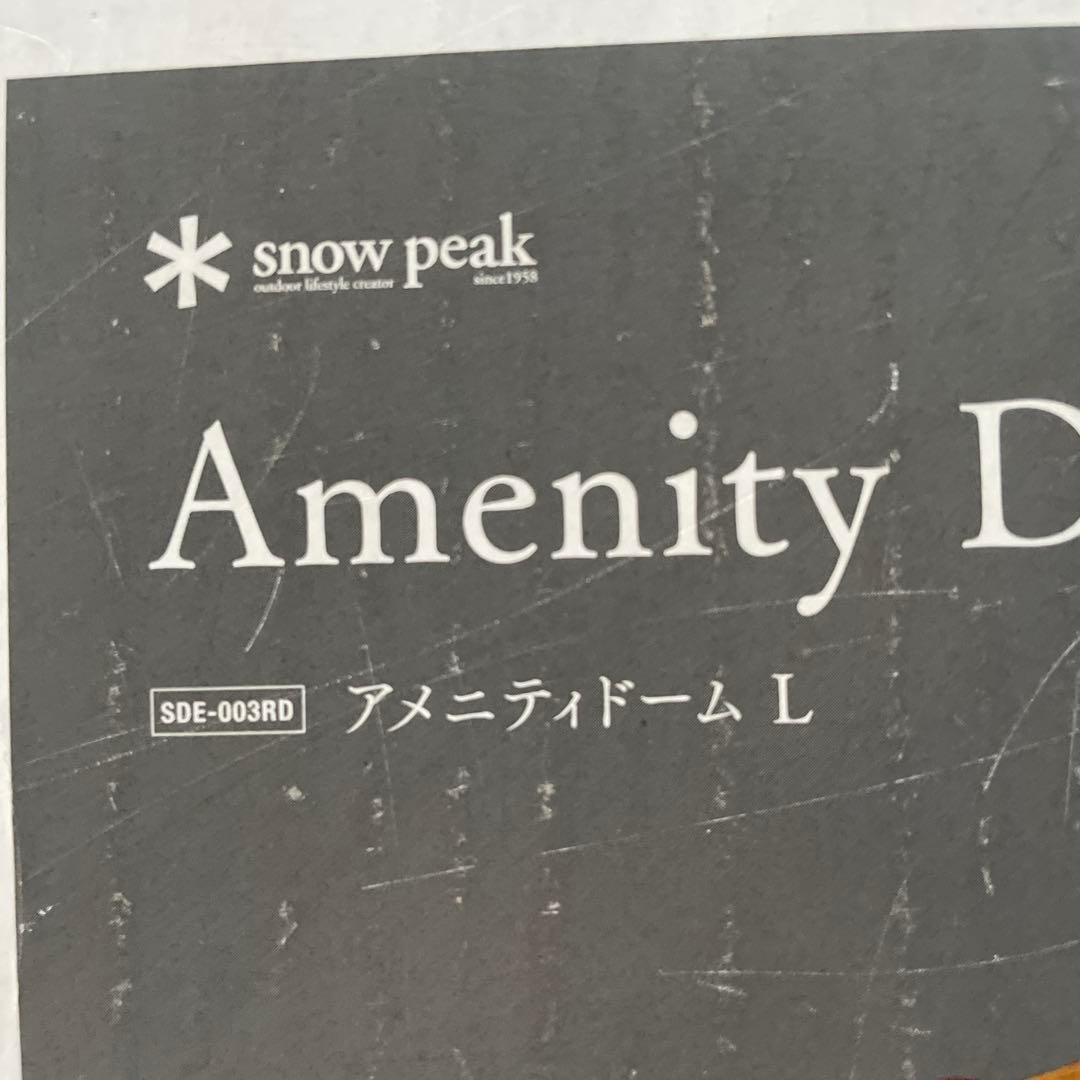 snow peak
outdoor lifestyle creator since1958
Amenity D
SDE-003RD アメニティドーム L